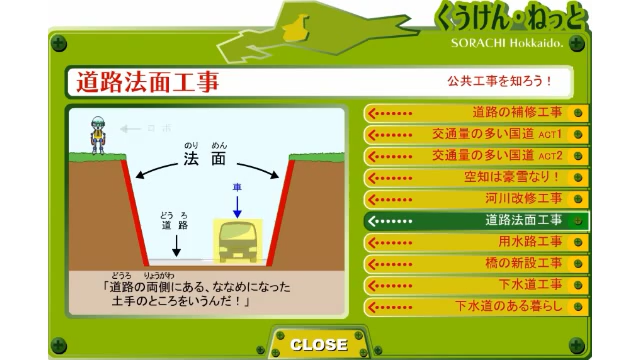 くうけん・ねっと
SORACHI Hokkaido.
道路法面工事
公共工事を知ろう！
道路の補修工事
交通量の多い国道 ACT1
交通量の多い国道 ACT2
空知は豪雪なり！
河川改修工事
道路法面工事
用水路工事
橋の新設工事
下水道工事
下水道のある暮らし
のり めん
法 面
車
どう ろ
道 路
どうろ りょうがわ
「道路の両側にある、ななめになった
土手のところをいうんだ！」
CLOSE